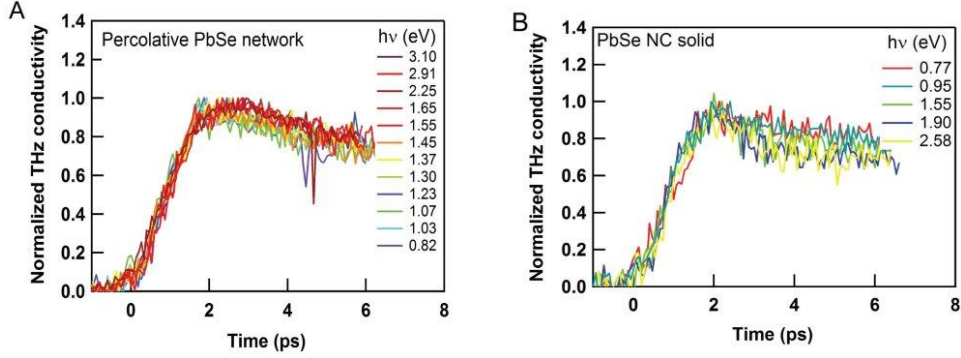 A
Percolative PbSe network
hν (eV)
3.10
2.91
2.25
1.65
1.55
1.45
1.37
1.30
1.23
1.07
1.03
0.82
1.4
1.2
1.0
0.8
0.6
0.4
0.2
0.0
Normalized THz conductivity
0 2 4 6 8
Time (ps)
B
PbSe NC solid
hν (eV)
0.77
0.95
1.55
1.90
2.58
1.4
1.2
1.0
0.8
0.6
0.4
0.2
0.0
Normalized THz conductivity
0 2 4 6 8
Time (ps)